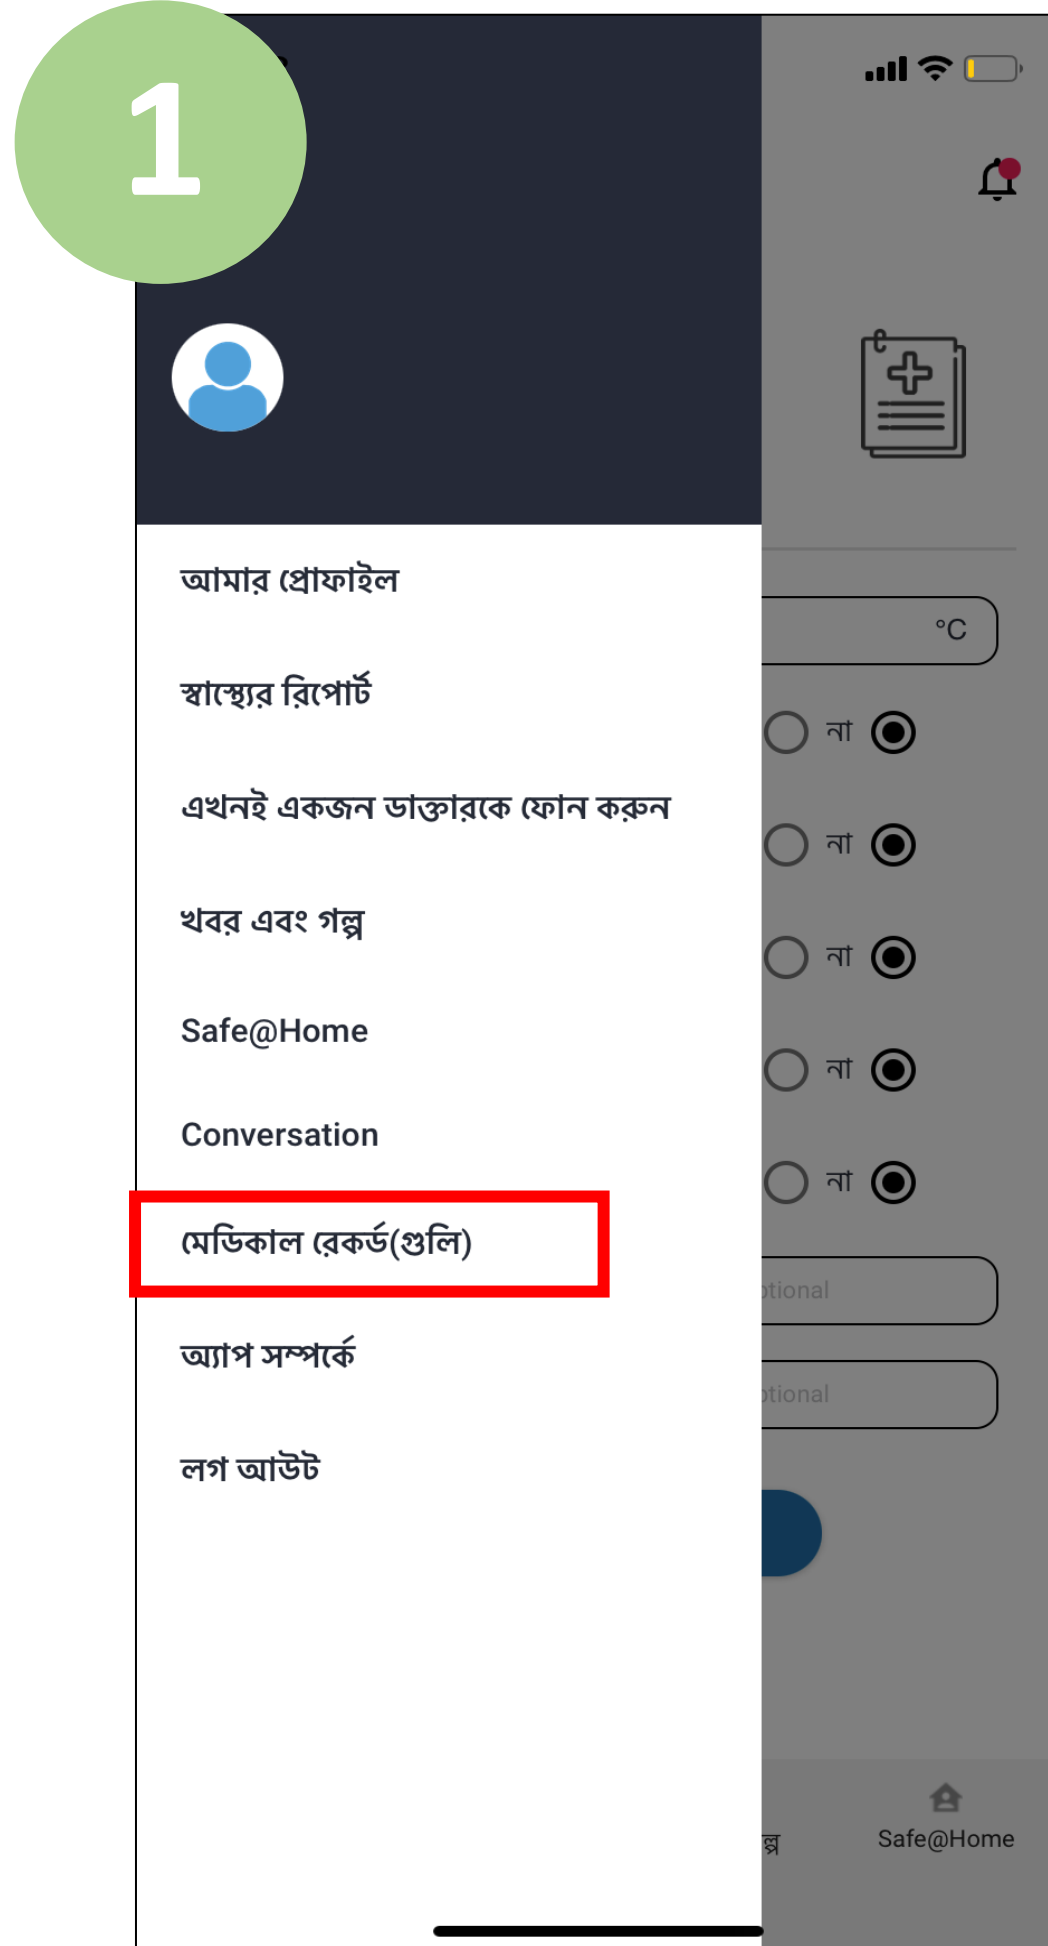 1
আমার প্রোফাইল
স্বাস্থ্যের রিপোর্ট
°C
না
এখনই একজন ডাক্তারকে ফোন করুন
না
খবর এবং গল্প
না
Safe@Home
না
Conversation
না
মেডিকাল রেকর্ড(গুলি)
অ্যাপ সম্পর্কে
লগ আউট
Safe@Home